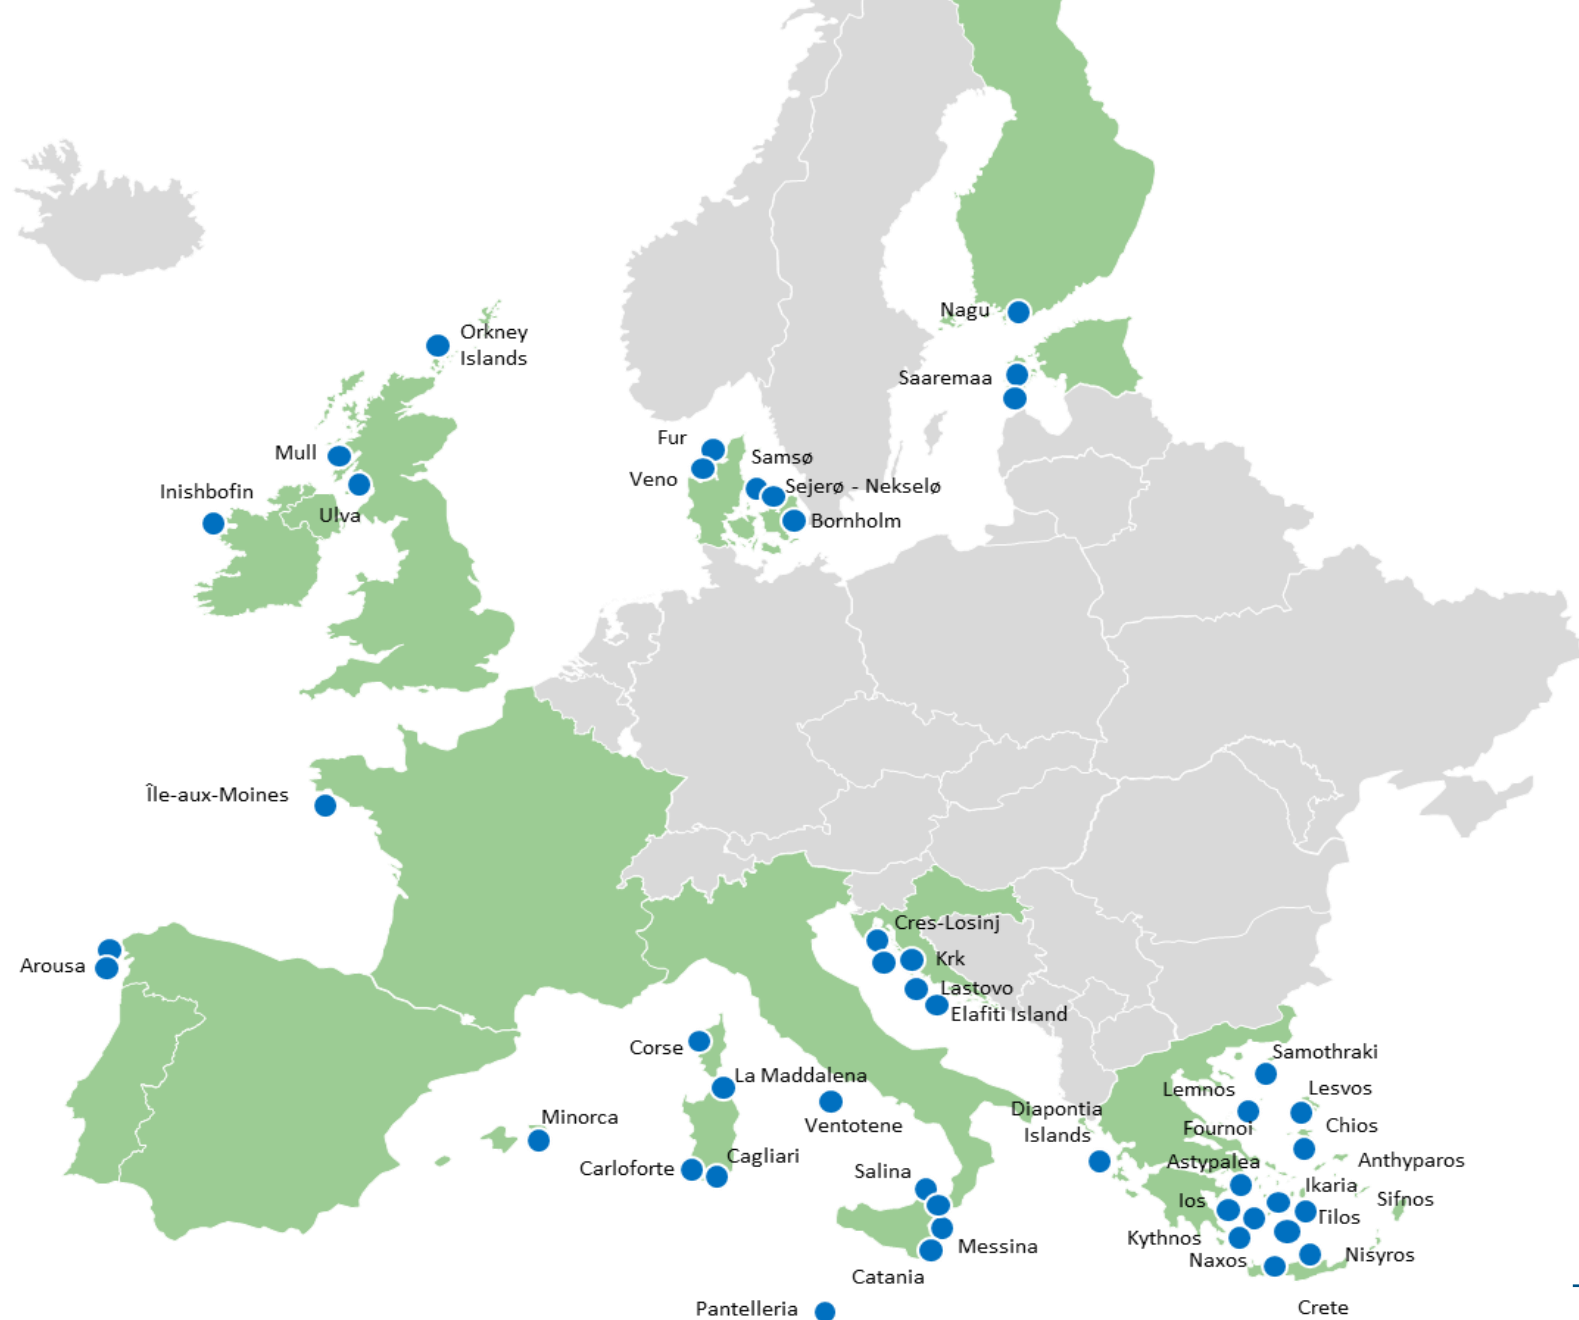 Nagu
Orkney
Islands
Saaremaa
Fur
Mull
Samsø
Veno
Sejerø - Nekselø
Inishbofin
Ulva
Bornholm
Île-aux-Moines
Cres-Losinj
Krk
Arousa
Lastovo
Elafiti Island
Corse
Samothraki
La Maddalena
Lemnos
Lesvos
Diapontia
Islands
Minorca
Ventotene
Fournoi
Chios
Cagliari
Carloforte
Astypalea
Anthyparos
Salina
Ikaria
Ios
Sifnos
Tilos
Kythnos
Messina
Naxos
Nisyros
Catania
Pantelleria
Crete